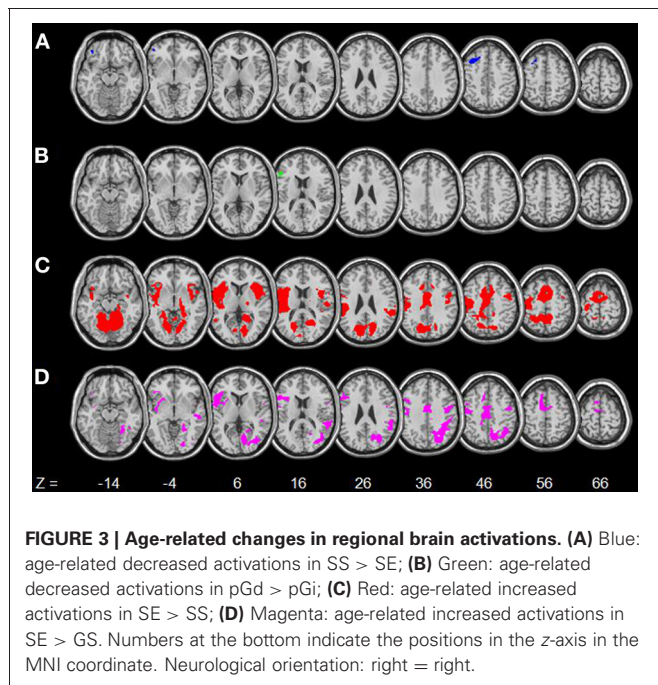 A
B
C
D
Z = -14 -4 6 16 26 36 46 56 66
FIGURE 3 | Age-related changes in regional brain activations. (A) Blue:
age-related decreased activations in SS > SE; (B) Green: age-related
decreased activations in pGd > pGi; (C) Red: age-related increased
activations in SE > SS; (D) Magenta: age-related increased activations in
SE > GS. Numbers at the bottom indicate the positions in the z-axis in the
MNI coordinate. Neurological orientation: right = right.